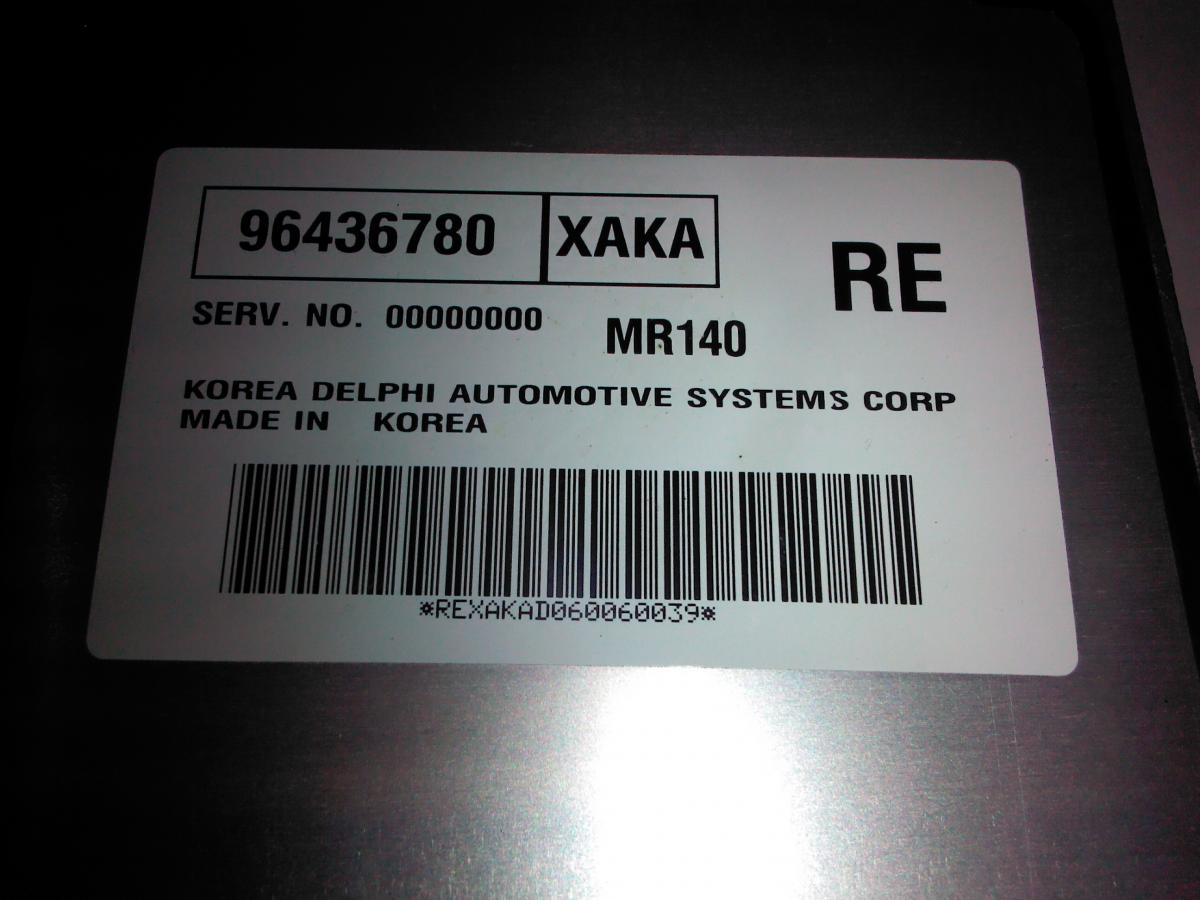 96436780 XAKA
RE
SERV. NO. 00000000
MR140
KOREA DELPHI AUTOMOTIVE SYSTEMS CORP
MADE IN KOREA
*REXAKAD060060039*